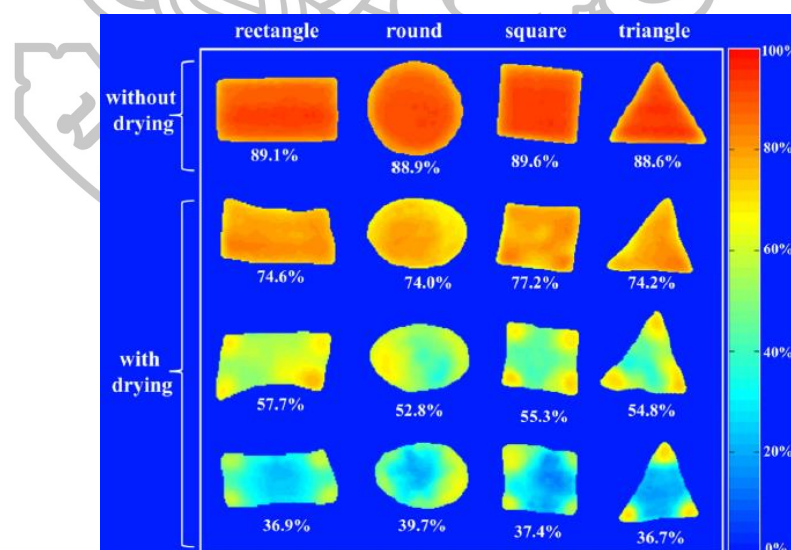 rectangle round square triangle
without
drying
89.1% 88.9% 89.6% 88.6%
74.6% 74.0% 77.2% 74.2%
with
drying
57.7% 52.8% 55.3% 54.8%
36.9% 39.7% 37.4% 36.7%
100%
80%
60%
40%
20%
0%